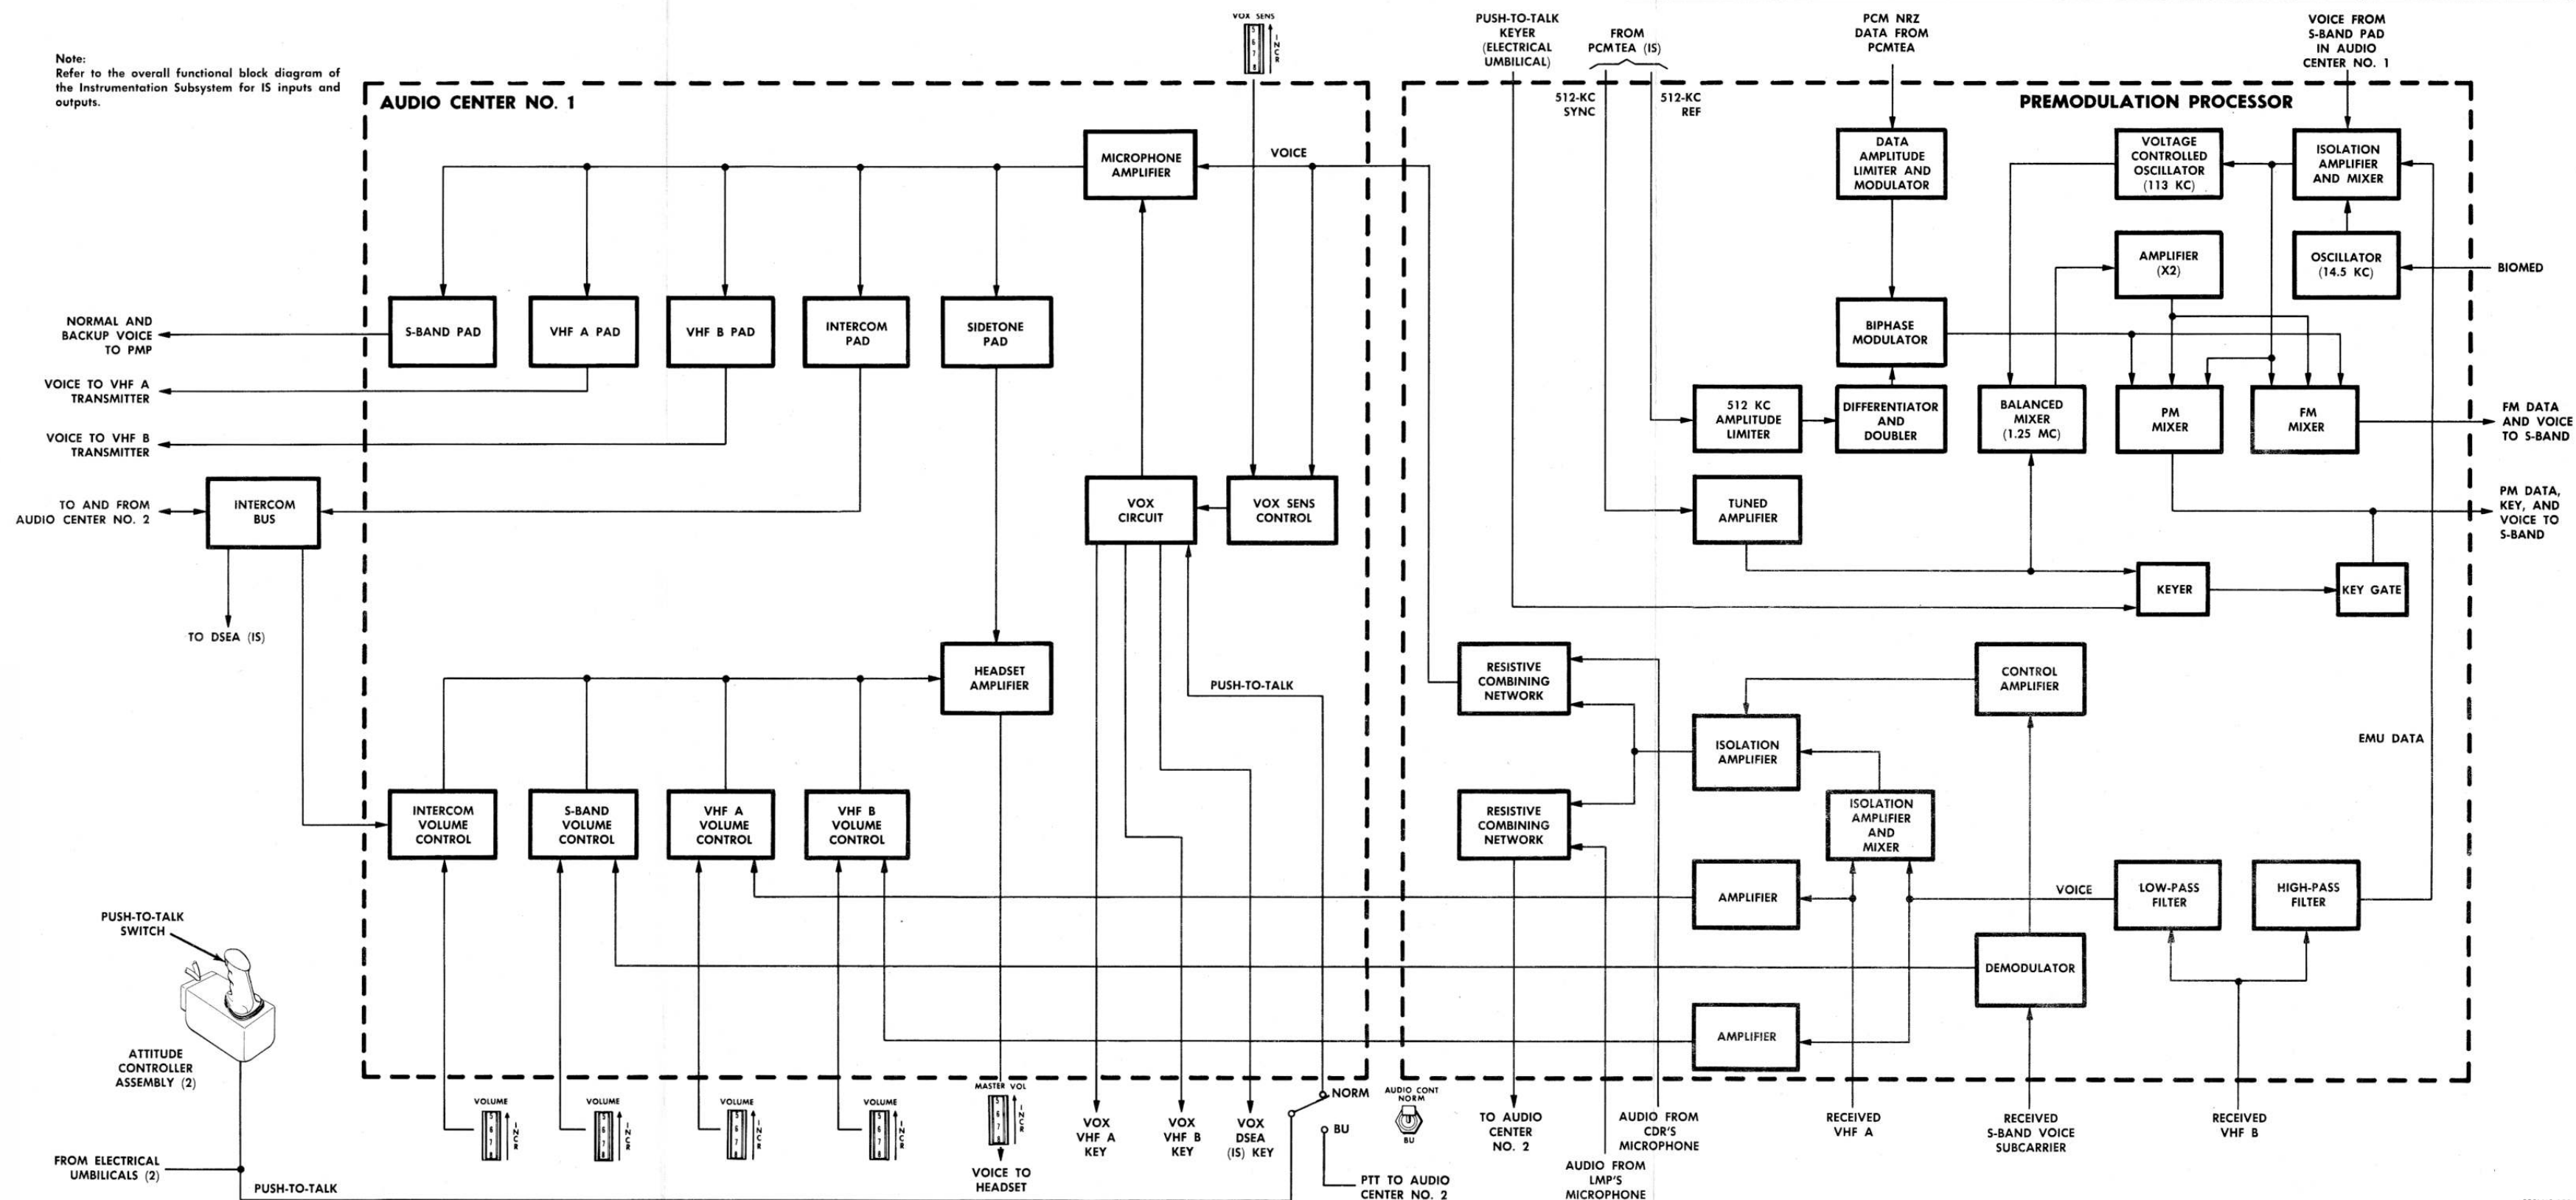 Note:
Refer to the overall functional block diagram of
the Instrumentation Subsystem for IS inputs and
outputs.
VOX SENS
INCR
PUSH-TO-TALK
KEYER
(ELECTRICAL
UMBILICAL)
FROM
PCMTEA (IS)
PCM NRZ
DATA FROM
PCMTEA
VOICE FROM
S-BAND PAD
IN AUDIO
CENTER NO. 1
AUDIO CENTER NO. 1
512-KC
SYNC
512-KC
REF
PREMODULATION PROCESSOR
MICROPHONE
AMPLIFIER
VOICE
DATA
AMPLITUDE
LIMITER AND
MODULATOR
VOLTAGE
CONTROLLED
OSCILLATOR
(113 KC)
ISOLATION
AMPLIFIER
AND MIXER
AMPLIFIER
(X2)
OSCILLATOR
(14.5 KC)
BIOMED
NORMAL AND
BACKUP VOICE
TO PMP
S-BAND PAD
VHF A PAD
VHF B PAD
INTERCOM
PAD
SIDETONE
PAD
BIPHASE
MODULATOR
VOICE TO VHF A
TRANSMITTER
VOICE TO VHF B
TRANSMITTER
512 KC
AMPLITUDE
LIMITER
DIFFERENTIATOR
AND
DOUBLER
BALANCED
MIXER
(1.25 MC)
PM
MIXER
FM
MIXER
FM DATA
AND VOICE
TO S-BAND
TO AND FROM
AUDIO CENTER NO. 2
INTERCOM
BUS
VOX
CIRCUIT
VOX SENS
CONTROL
TUNED
AMPLIFIER
PM DATA,
KEY, AND
VOICE TO
S-BAND
KEYER
KEY GATE
TO DSEA (IS)
HEADSET
AMPLIFIER
PUSH-TO-TALK
RESISTIVE
COMBINING
NETWORK
CONTROL
AMPLIFIER
ISOLATION
AMPLIFIER
EMU DATA
INTERCOM
VOLUME
CONTROL
S-BAND
VOLUME
CONTROL
VHF A
VOLUME
CONTROL
VHF B
VOLUME
CONTROL
RESISTIVE
COMBINING
NETWORK
ISOLATION
AMPLIFIER
AND
MIXER
AMPLIFIER
VOICE
LOW-PASS
FILTER
HIGH-PASS
FILTER
PUSH-TO-TALK
SWITCH
DEMODULATOR
AMPLIFIER
ATTITUDE
CONTROLLER
ASSEMBLY (2)
VOLUME
INCR
VOLUME
INCR
VOLUME
INCR
VOLUME
INCR
MASTER VOL
INCR
VOICE TO
HEADSET
VOX
VHF A
KEY
VOX
VHF B
KEY
VOX
DSEA
(IS) KEY
NORM
BU
AUDIO CONT
NORM
BU
PTT TO AUDIO
CENTER NO. 2
TO AUDIO
CENTER
NO. 2
AUDIO FROM
LMP'S
MICROPHONE
AUDIO FROM
CDR'S
MICROPHONE
RECEIVED
VHF A
RECEIVED
S-BAND VOICE
SUBCARRIER
RECEIVED
VHF B
FROM ELECTRICAL
UMBILICALS (2)
PUSH-TO-TALK